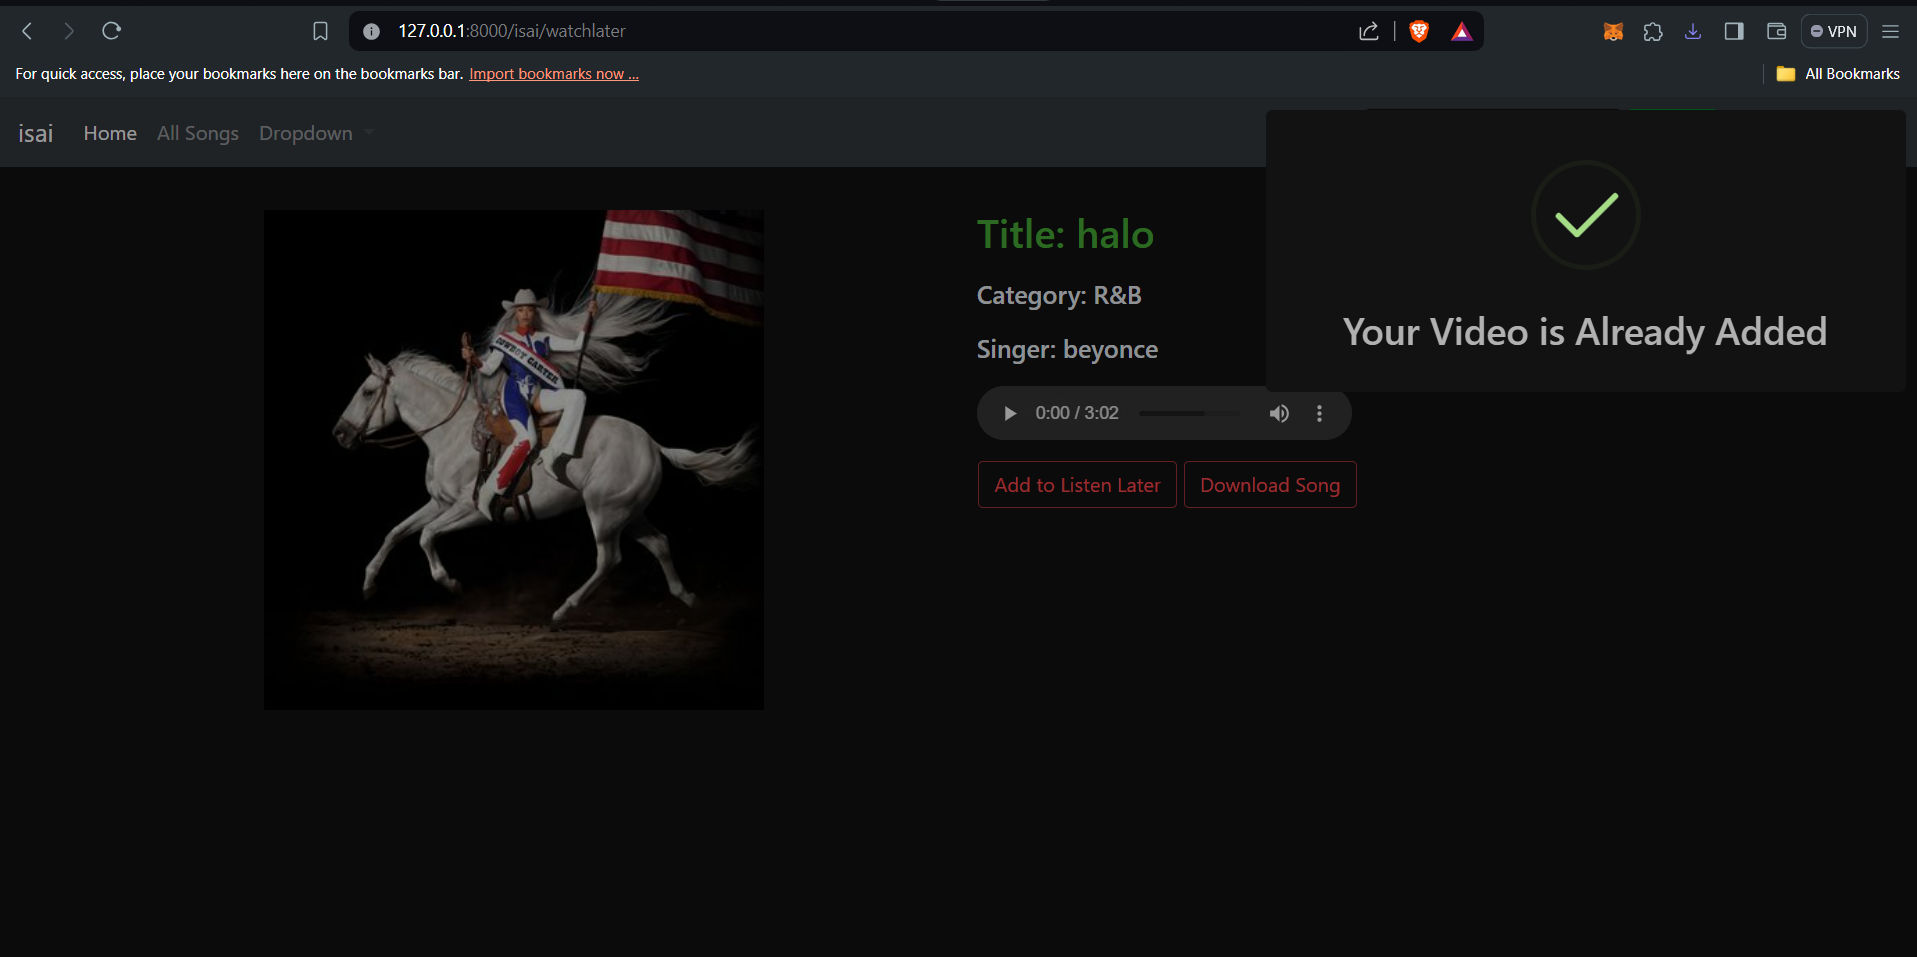 127.0.0.1:8000/isai/watchlater
VPN
For quick access, place your bookmarks here on the bookmarks bar. Import bookmarks now ...
All Bookmarks
isai
Home
All Songs
Dropdown
Your Video is Already Added
COWBOY CARTER
Title: halo
Category: R&B
Singer: beyonce
0:00 / 3:02
Add to Listen Later
Download Song